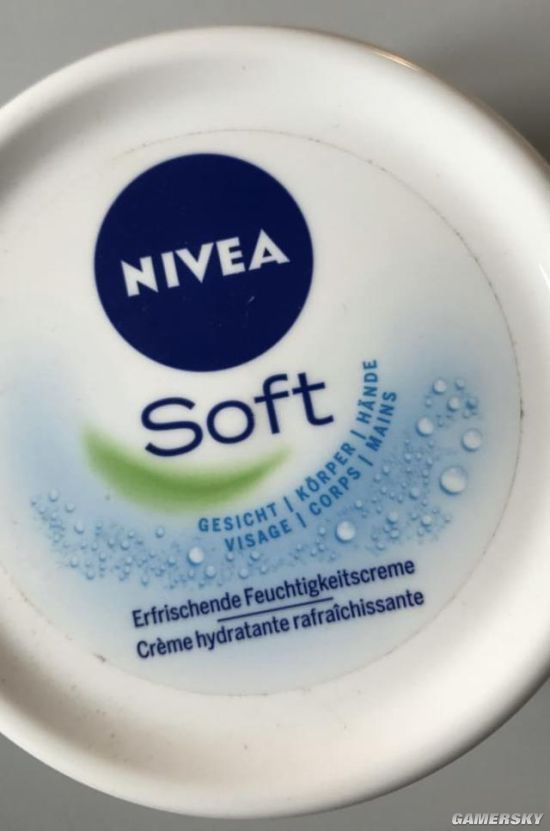 NIVEA
Soft
GESICHT | KÖRPER | HÄNDE
VISAGE | CORPS | MAINS
Erfrischende Feuchtigkeitscreme
Crème hydratante rafraîchissante
GAMERSKY